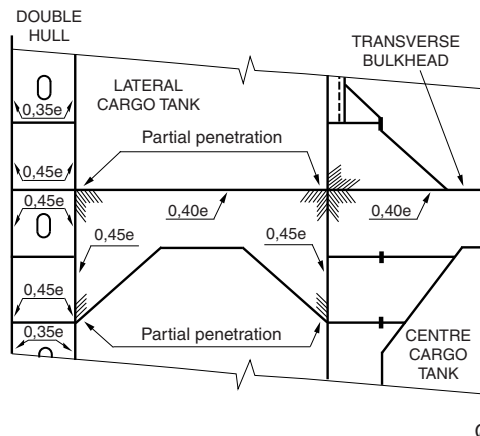 DOUBLE
HULL
TRANSVERSE
BULKHEAD
LATERAL
CARGO TANK
0,35e
Partial penetration
0,45e
0,45e
0,40e
0,40e
0,45e
0,45e
0,45e
Partial penetration
0,35e
CENTRE
CARGO
TANK